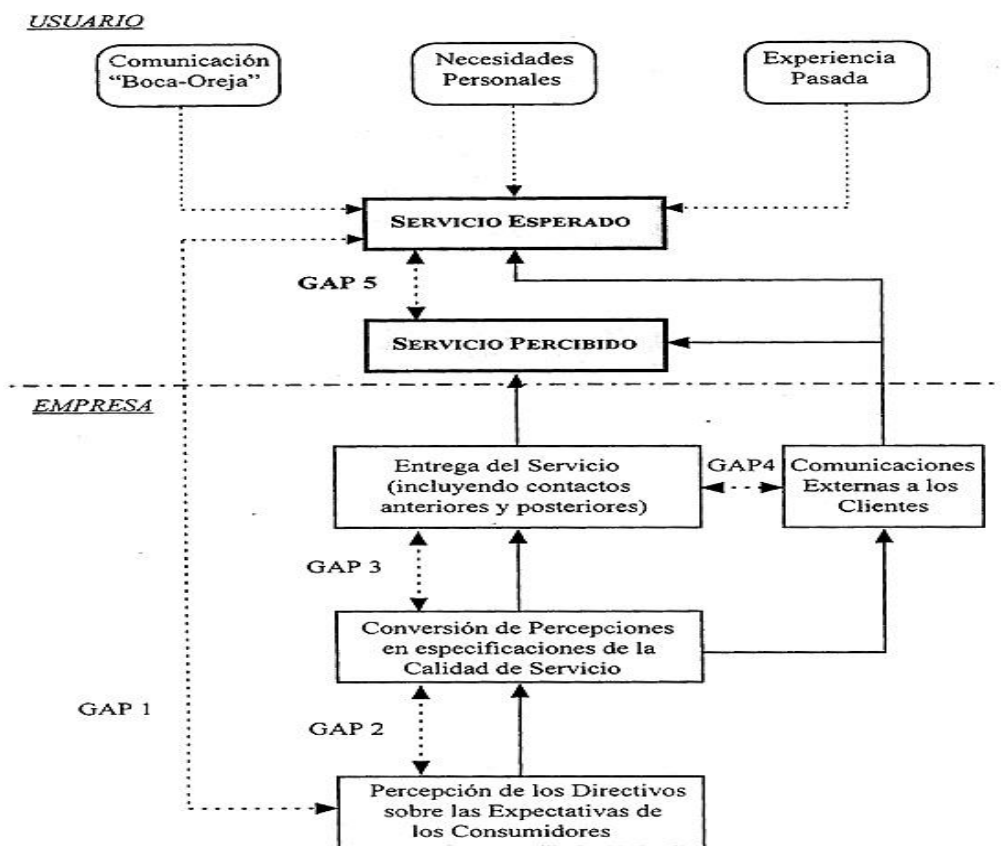 USUARIO
Comunicación
“Boca-Oreja”
Necesidades
Personales
Experiencia
Pasada
SERVICIO ESPERADO
GAP 5
SERVICIO PERCIBIDO
EMPRESA
Entrega del Servicio
(incluyendo contactos
anteriores y posteriores)
GAP4
Comunicaciones
Externas a los
Clientes
GAP 3
Conversión de Percepciones
en especificaciones de la
Calidad de Servicio
GAP 1
GAP 2
Percepción de los Directivos
sobre las Expectativas de
los Consumidores